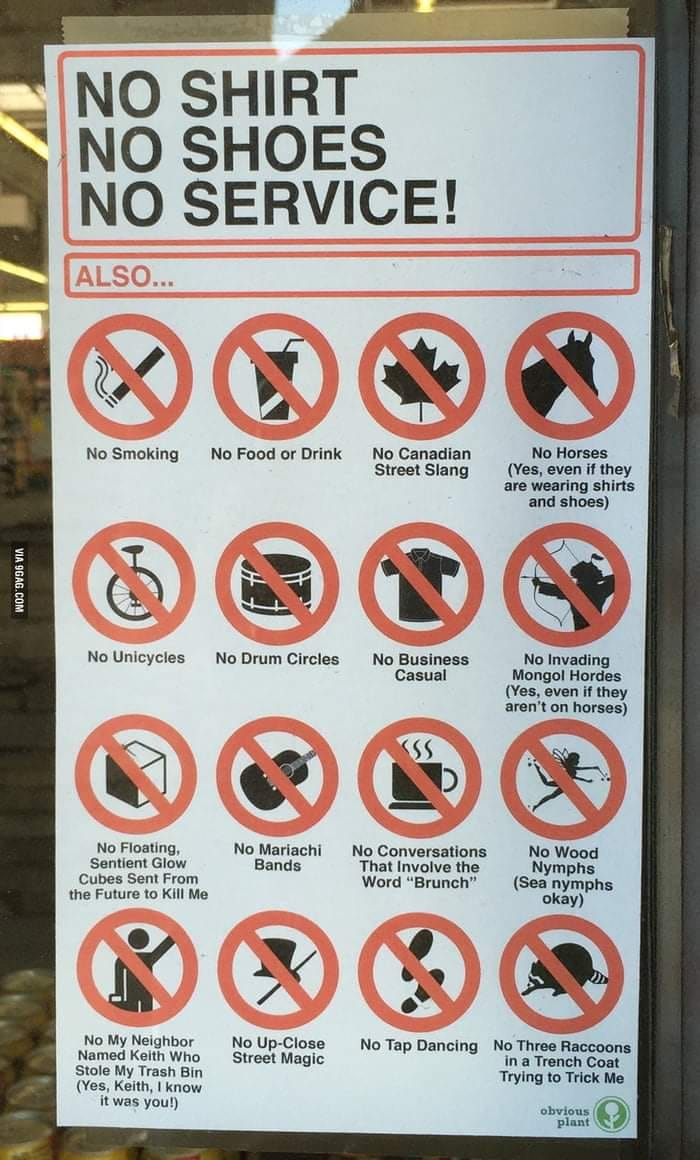 NO SHIRT
NO SHOES
NO SERVICE!
ALSO...
No Smoking
No Food or Drink
No Canadian
Street Slang
No Horses
(Yes, even if they
are wearing shirts
and shoes)
No Unicycles
No Drum Circles
No Business
Casual
No Invading
Mongol Hordes
(Yes, even if they
aren't on horses)
No Floating,
Sentient Glow
Cubes Sent From
the Future to Kill Me
No Mariachi
Bands
No Conversations
That Involve the
Word “Brunch”
No Wood
Nymphs
(Sea nymphs
okay)
No My Neighbor
Named Keith Who
Stole My Trash Bin
(Yes, Keith, I know
it was you!)
No Up-Close
Street Magic
No Tap Dancing
No Three Raccoons
in a Trench Coat
Trying to Trick Me
obvious
plant
VIA 9GAG.COM